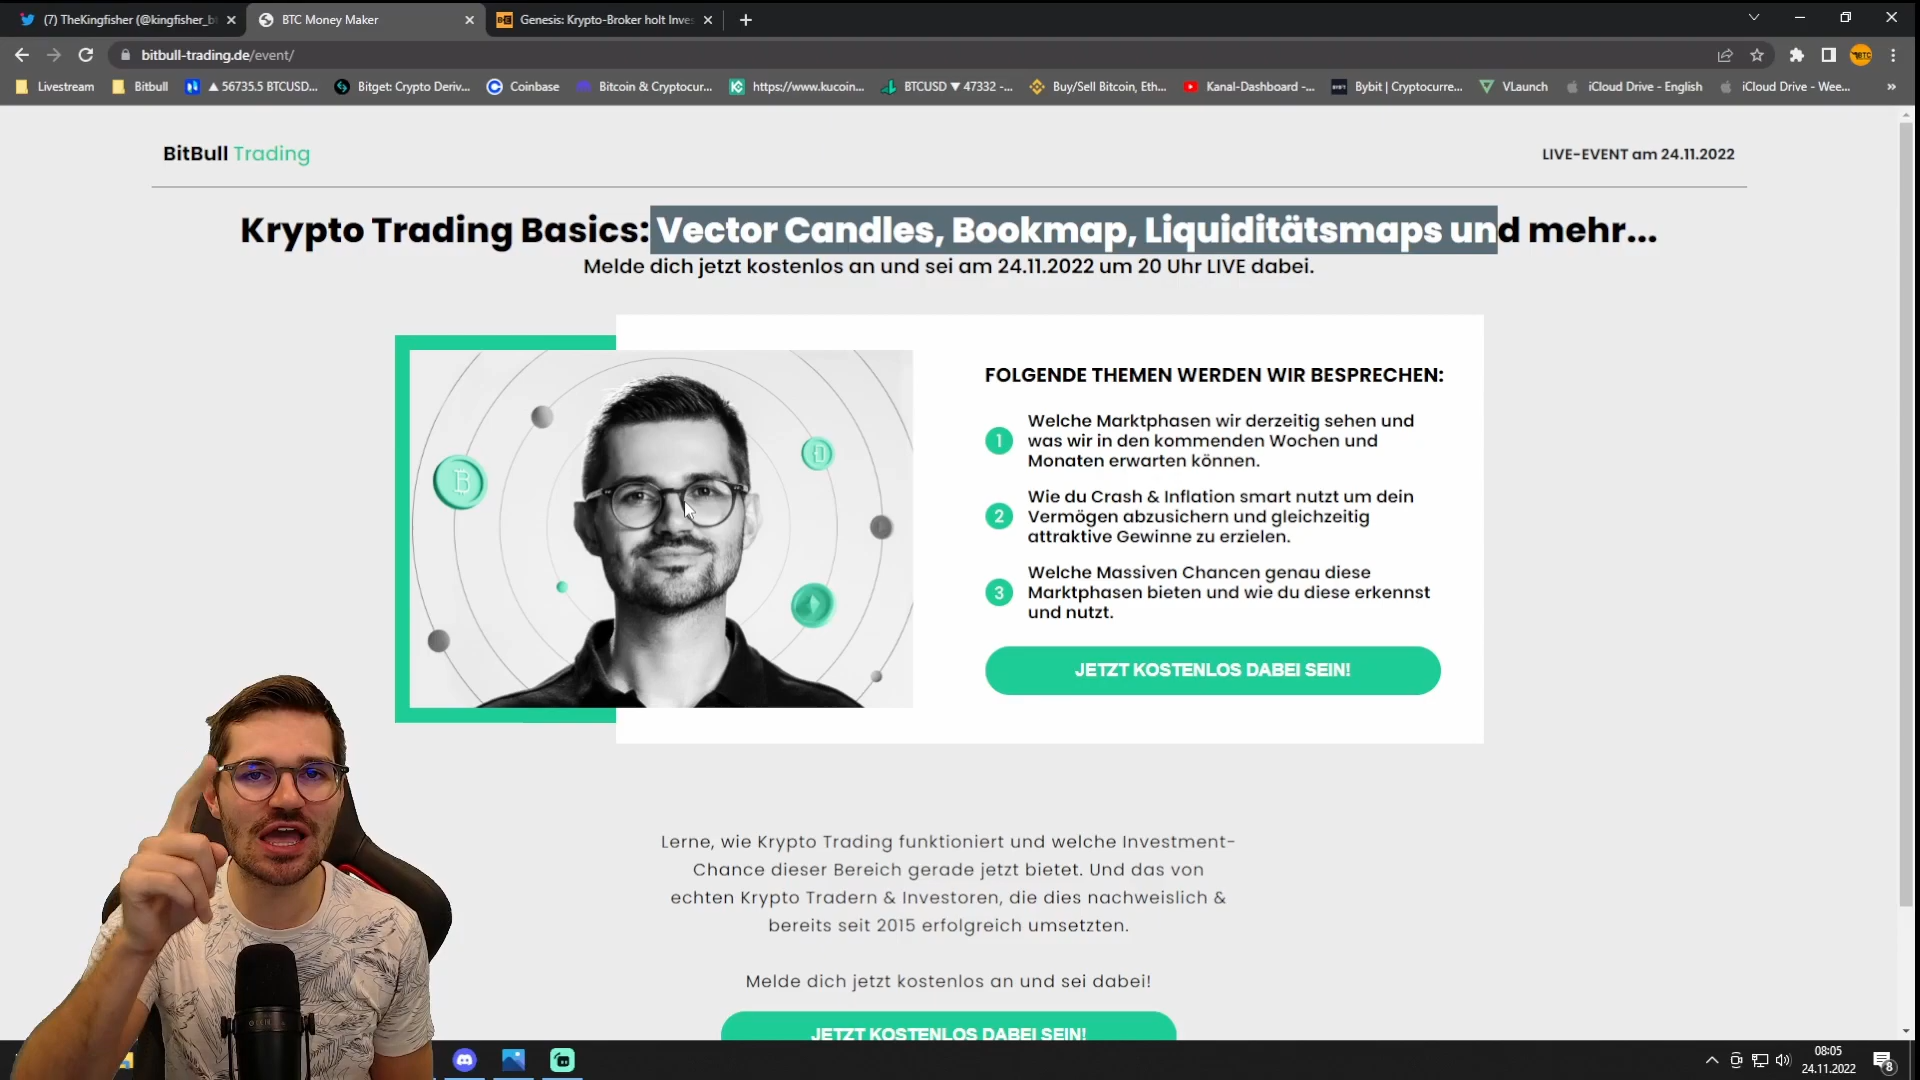 (7) TheKingfisher (@kingfisher_bt
BTC Money Maker
Genesis: Krypto-Broker holt Inves
bitbull-trading.de/event/
Livestream
Bitbull
▲ 56735.5 BTCUSD...
Bitget: Crypto Deriv...
Coinbase
Bitcoin & Cryptocur...
https://www.kucoin...
BTCUSD ▼ 47332 -...
Buy/Sell Bitcoin, Eth...
Kanal-Dashboard -...
Bybit | Cryptocurre...
VLaunch
iCloud Drive - English
iCloud Drive - Wee...
BitBull Trading
LIVE-EVENT am 24.11.2022
Krypto Trading Basics: Vector Candles, Bookmap, Liquiditätsmaps und mehr...
Melde dich jetzt kostenlos an und sei am 24.11.2022 um 20 Uhr LIVE dabei.
FOLGENDE THEMEN WERDEN WIR BESPRECHEN:
1 Welche Marktphasen wir derzeitig sehen und
was wir in den kommenden Wochen und
Monaten erwarten können.
2 Wie du Crash & Inflation smart nutzt um dein
Vermögen abzusichern und gleichzeitig
attraktive Gewinne zu erzielen.
3 Welche Massiven Chancen genau diese
Marktphasen bieten und wie du diese erkennst
und nutzt.
JETZT KOSTENLOS DABEI SEIN!
Lerne, wie Krypto Trading funktioniert und welche Investment-
Chance dieser Bereich gerade jetzt bietet. Und das von
echten Krypto Tradern & Investoren, die dies nachweislich &
bereits seit 2015 erfolgreich umsetzten.
Melde dich jetzt kostenlos an und sei dabei!
JETZT KOSTENLOS DABEI SEIN!
08:05
24.11.2022
8